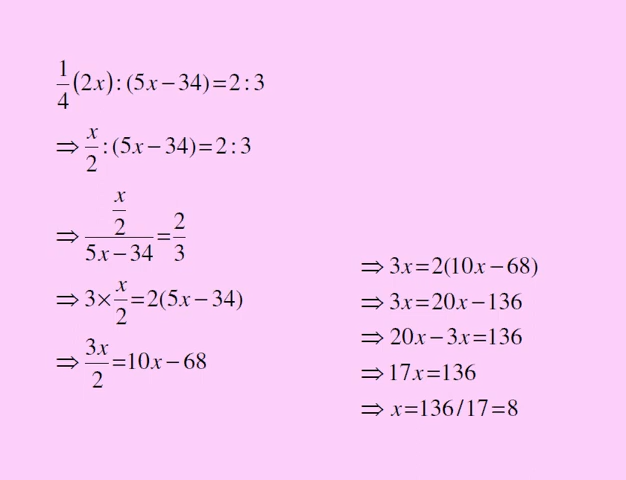 1/4(2x):(5x−34)=2:3
⇒ x/2:(5x−34)=2:3
⇒ (x/2)/(5x−34)=2/3
⇒ 3×x/2=2(5x−34)
⇒ 3x/2=10x−68
⇒ 3x=2(10x−68)
⇒ 3x=20x−136
⇒ 20x−3x=136
⇒ 17x=136
⇒ x=136/17=8